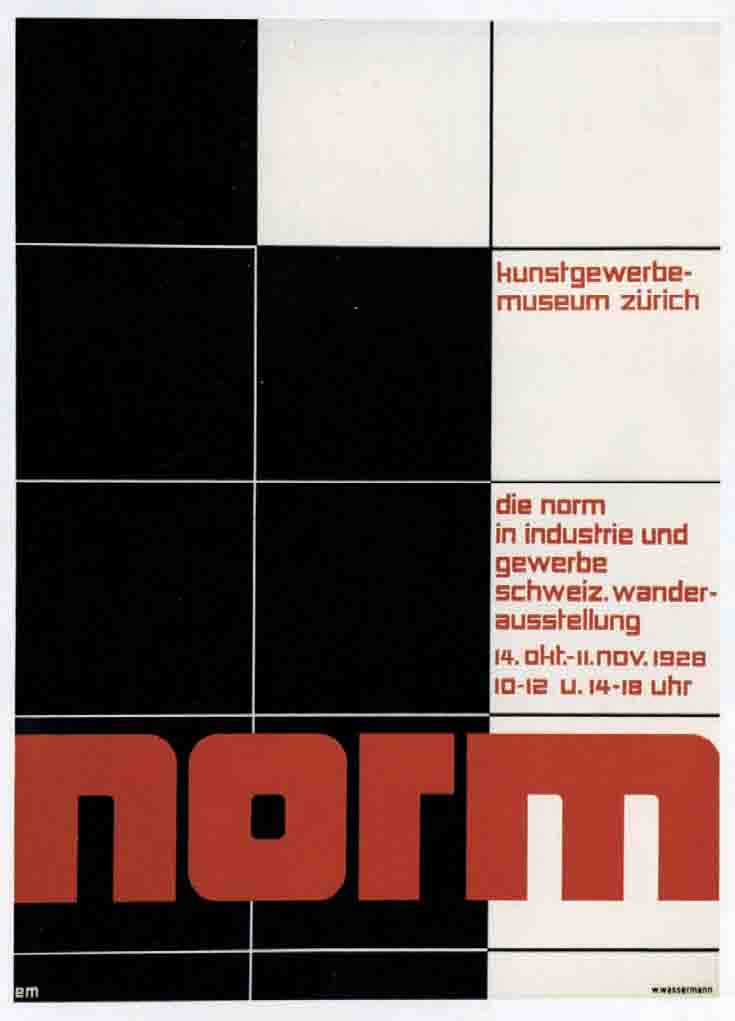 kunstgewerbe-
museum zürich
die norm
in industrie und
gewerbe
schweiz. wander-
ausstellung
14. okt.-11. nov. 1928
10-12 u. 14-18 uhr
norm
em
w.wassermann